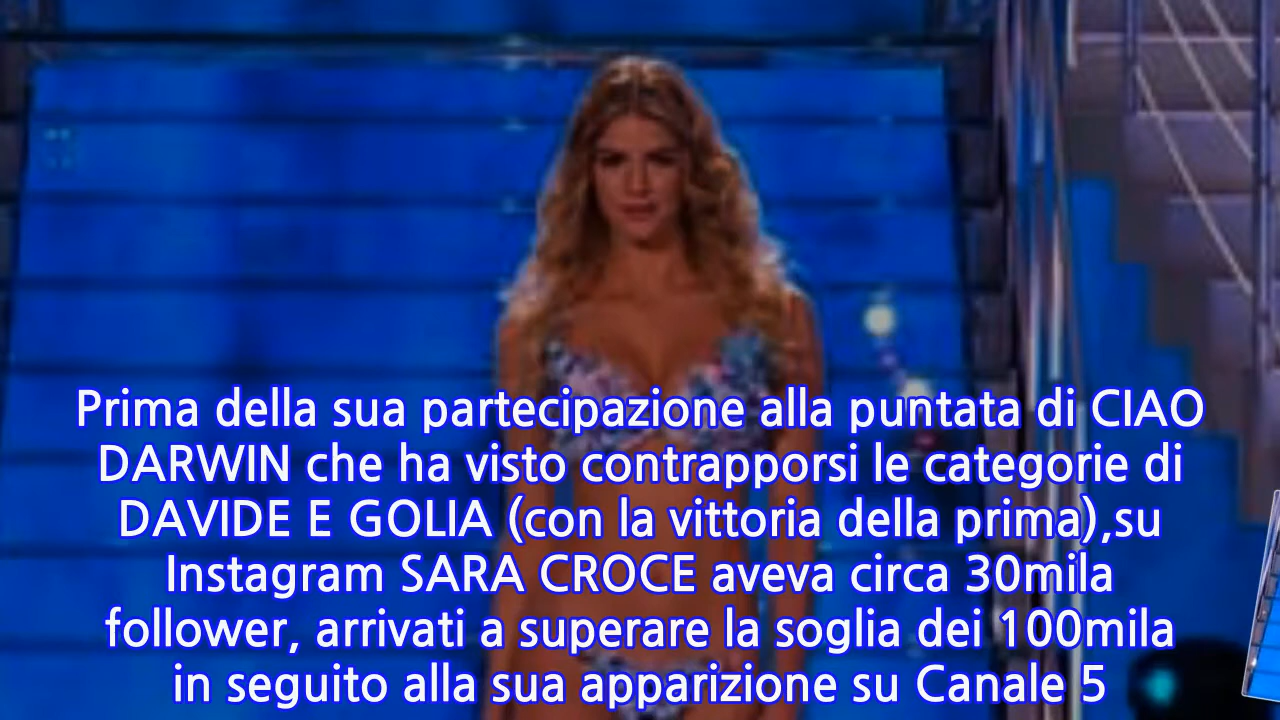 Prima della sua partecipazione alla puntata di CIAO
DARWIN che ha visto contrapporsi le categorie di
DAVIDE E GOLIA (con la vittoria della prima),su
Instagram SARA CROCE aveva circa 30mila
follower, arrivati a superare la soglia dei 100mila
in seguito alla sua apparizione su Canale 5